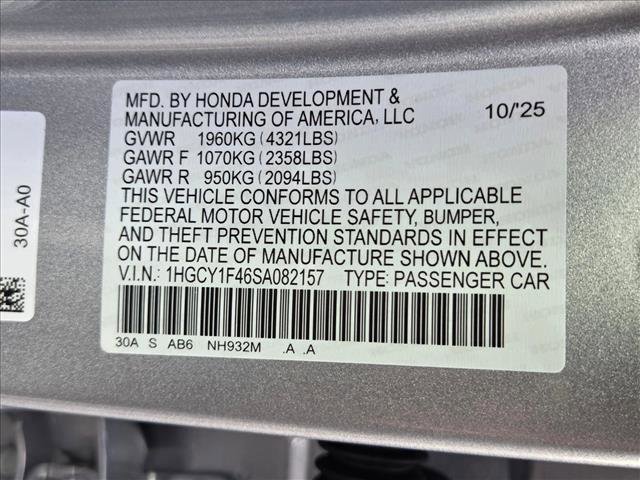 MFD. BY HONDA DEVELOPMENT &
MANUFACTURING OF AMERICA, LLC 10/'25
GVWR 1960KG (4321LBS)
GAWR F 1070KG (2358LBS)
GAWR R 950KG (2094LBS)
THIS VEHICLE CONFORMS TO ALL APPLICABLE
FEDERAL MOTOR VEHICLE SAFETY, BUMPER,
AND THEFT PREVENTION STANDARDS IN EFFECT
ON THE DATE OF MANUFACTURE SHOWN ABOVE.
V.I.N.: 1HGCY1F46SA082157 TYPE: PASSENGER CAR
30A S AB6 NH932M .A .A
30A-A0